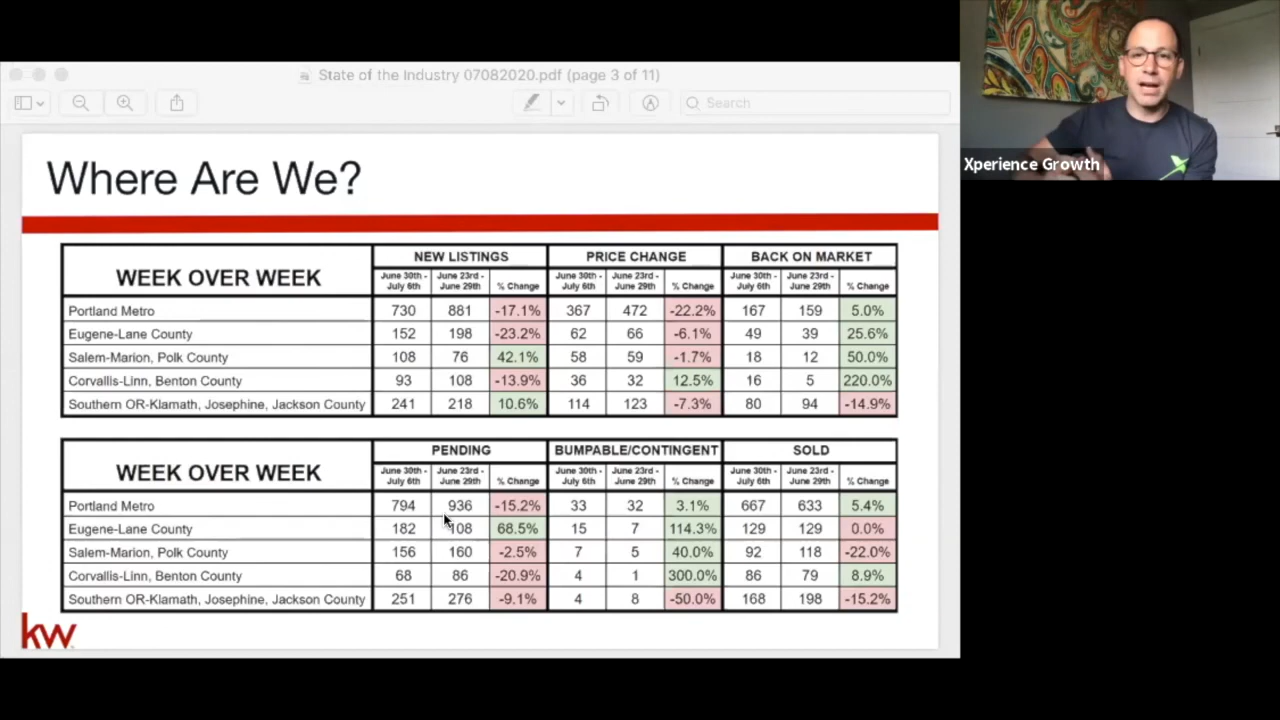 State of the Industry 07082020.pdf (page 3 of 11)
Search
Xperience Growth
Where Are We?
WEEK OVER WEEK NEW LISTINGS PRICE CHANGE BACK ON MARKET
June 30th - July 6th June 23rd - June 29th % Change June 30th - July 6th June 23rd - June 29th % Change June 30th - July 6th June 23rd - June 29th % Change
Portland Metro 730 881 -17.1% 367 472 -22.2% 167 159 5.0%
Eugene-Lane County 152 198 -23.2% 62 66 -6.1% 49 39 25.6%
Salem-Marion, Polk County 108 76 42.1% 58 59 -1.7% 18 12 50.0%
Corvallis-Linn, Benton County 93 108 -13.9% 36 32 12.5% 16 5 220.0%
Southern OR-Klamath, Josephine, Jackson County 241 218 10.6% 114 123 -7.3% 80 94 -14.9%
WEEK OVER WEEK PENDING BUMPABLE/CONTINGENT SOLD
June 30th - July 6th June 23rd - June 29th % Change June 30th - July 6th June 23rd - June 29th % Change June 30th - July 6th June 23rd - June 29th % Change
Portland Metro 794 936 -15.2% 33 32 3.1% 667 633 5.4%
Eugene-Lane County 182 108 68.5% 15 7 114.3% 129 129 0.0%
Salem-Marion, Polk County 156 160 -2.5% 7 5 40.0% 92 118 -22.0%
Corvallis-Linn, Benton County 68 86 -20.9% 4 1 300.0% 86 79 8.9%
Southern OR-Klamath, Josephine, Jackson County 251 276 -9.1% 4 8 -50.0% 168 198 -15.2%
kw